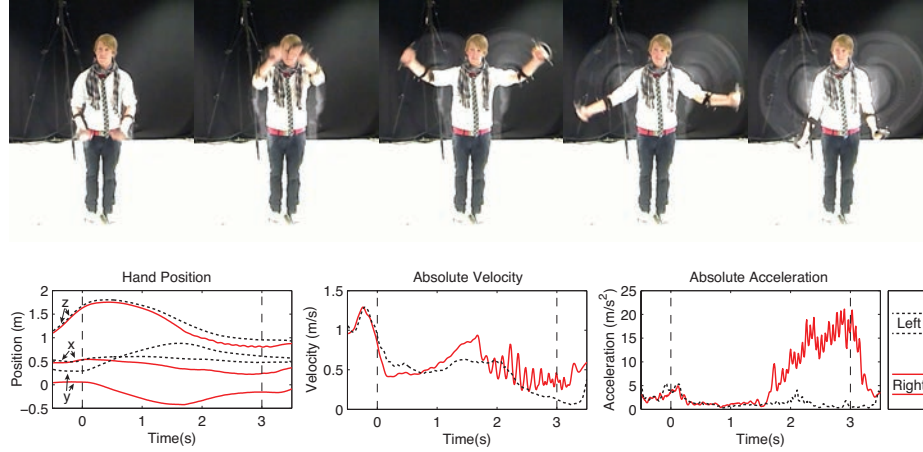 Hand Position
Position (m)
2
1.5
1
0.5
0
−0.5
z
x
y
0
1
2
3
Time(s)
Absolute Velocity
Velocity (m/s)
1.5
1
0.5
0
0
1
2
3
Time(s)
Absolute Acceleration
Acceleration (m/s²)
25
20
15
10
5
0
0
1
2
3
Time(s)
Left
Right